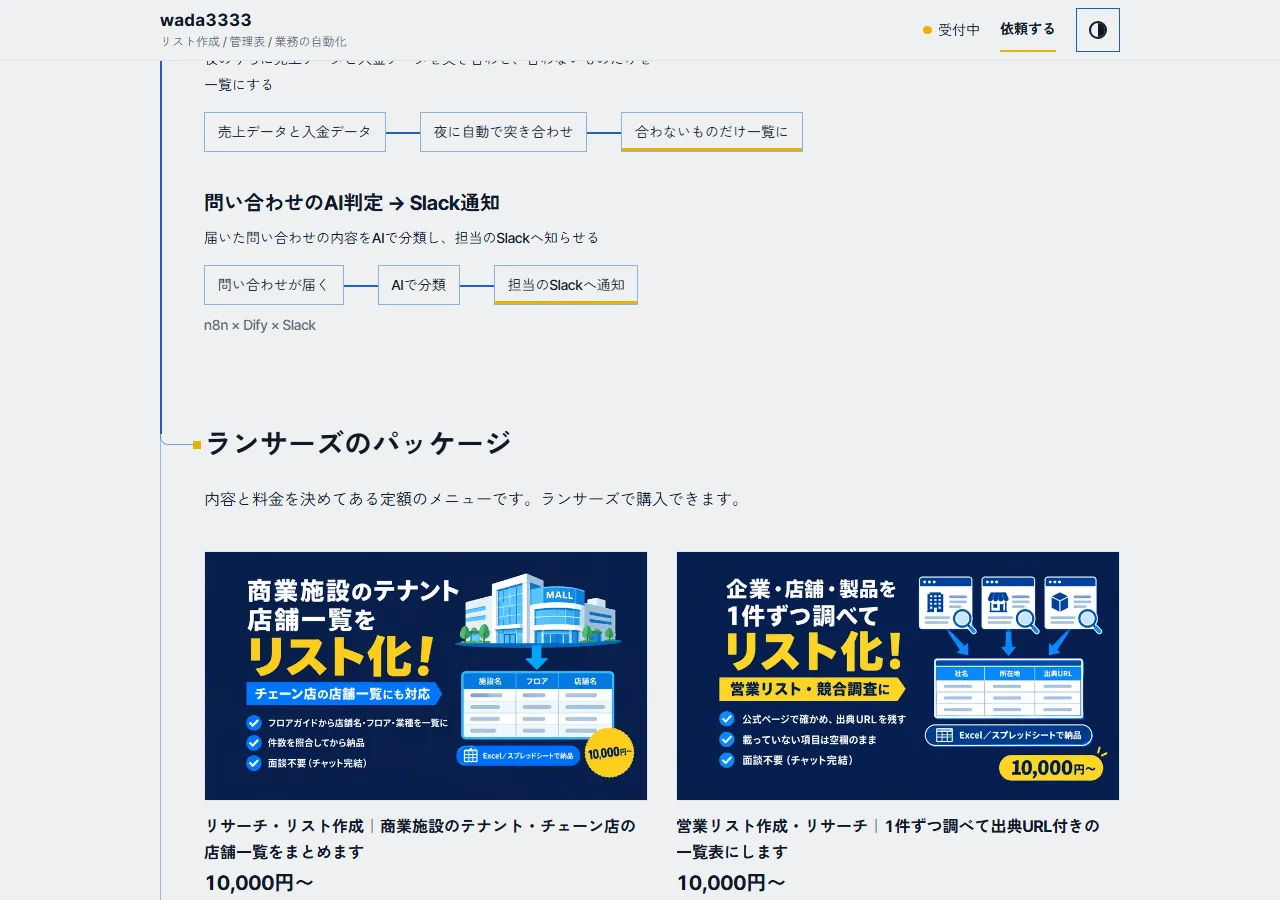 wada3333
リスト作成 / 管理表 / 業務の自動化
受付中
依頼する
一覧にする
売上データと入金データ
夜に自動で突き合わせ
合わないものだけ一覧に
問い合わせのAI判定 → Slack通知
届いた問い合わせの内容をAIで分類し、担当のSlackへ知らせる
問い合わせが届く
AIで分類
担当のSlackへ通知
n8n × Dify × Slack
ランサーズのパッケージ
内容と料金を決めてある定額のメニューです。ランサーズで購入できます。
商業施設のテナント
店舗一覧を
リスト化!
チェーン店の店舗一覧にも対応
フロアガイドから店舗名・フロア・業種を一覧に
件数を照合してから納品
面談不要（チャット完結）
MALL
施設名 フロア 店舗名
Excel／スプレッドシートで納品
10,000円~
企業・店舗・製品を
1件ずつ調べて
リスト化!
営業リスト・競合調査に
公式ページで確かめ、出典URLを残す
載っていない項目は空欄のまま
面談不要（チャット完結）
社名 所在地 出典URL
Excel／スプレッドシートで納品
10,000円～
リサーチ・リスト作成｜商業施設のテナント・チェーン店の
店舗一覧をまとめます
10,000円〜
営業リスト作成・リサーチ｜1件ずつ調べて出典URL付きの
一覧表にします
10,000円〜